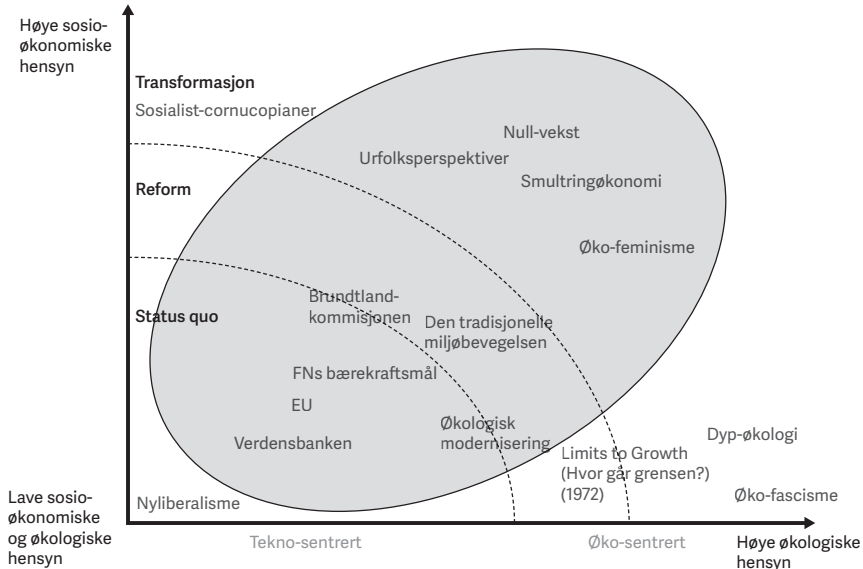 Høye sosio-
økonomiske
hensyn
Transformasjon
Sosialist-cornucopianer
Null-vekst
Urfolksperspektiver
Smultringøkonomi
Reform
Øko-feminisme
Brundtland-
kommisjonen
Status quo
Den tradisjonelle
miljøbevegelsen
FNs bærekraftsmål
EU
Økologisk
modernisering
Verdensbanken
Dyp-økologi
Limits to Growth
(Hvor går grensen?)
(1972)
Øko-fascisme
Nyliberalisme
Lave sosio-
økonomiske
og økologiske
hensyn
Tekno-sentrert
Øko-sentrert
Høye økologiske
hensyn